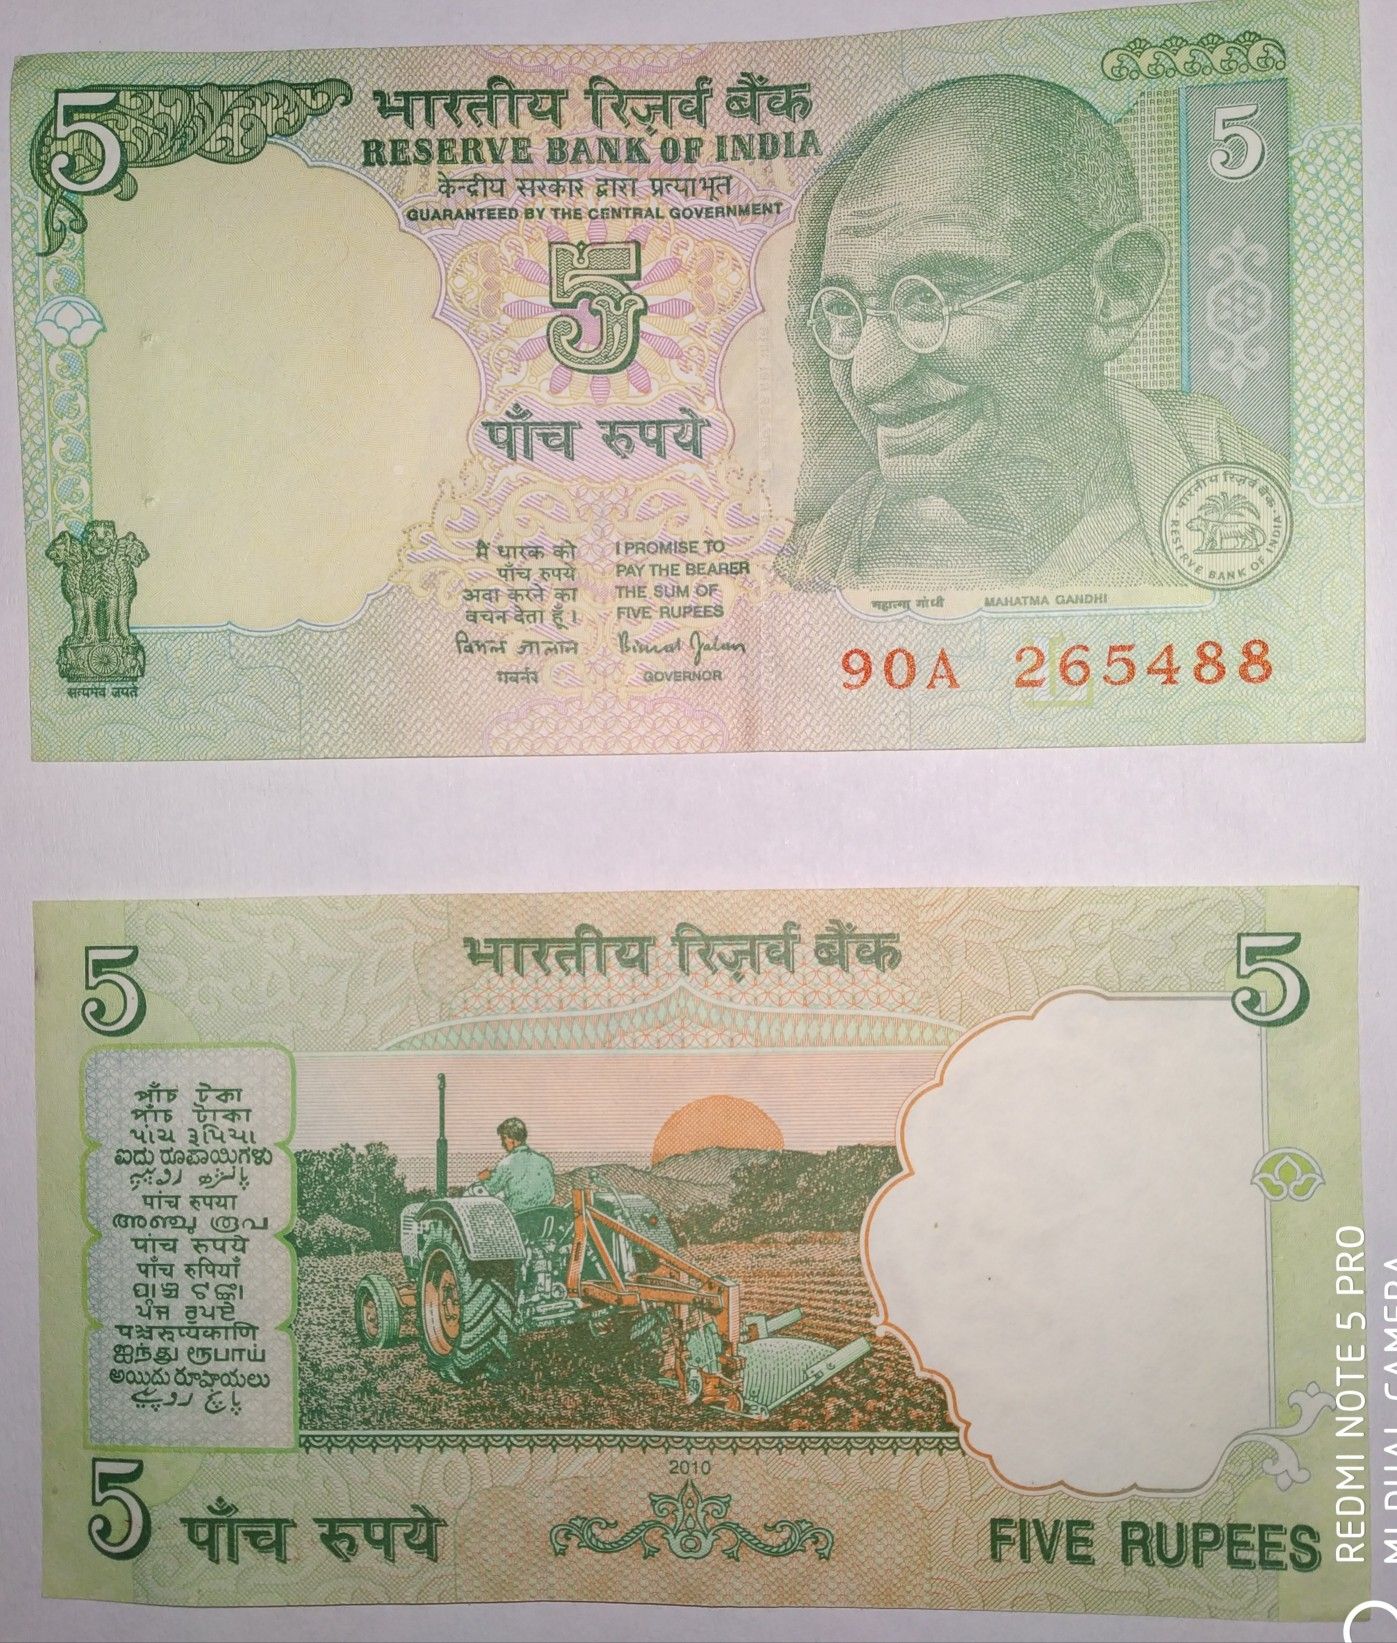 5
भारतीय रिज़र्व बैंक
RESERVE BANK OF INDIA
केन्द्रीय सरकार द्वारा प्रत्याभूत
GUARANTEED BY THE CENTRAL GOVERNMENT
5
5
पाँच रुपये
मैं धारक को
पाँच रुपये
अदा करने का
वचन देता हूँ।
विमल जालान
गवर्नर
I PROMISE TO
PAY THE BEARER
THE SUM OF
FIVE RUPEES
Bimal Jalan
GOVERNOR
सत्यमेव जयते
भारतीय रिज़र्व बैंक
RESERVE BANK OF INDIA
महात्मा गांधी MAHATMA GANDHI
90A 265488
L
5
भारतीय रिज़र्व बैंक
5
পাঁচ টকা
পাঁচ টাকা
પાંચ રૂપિયા
ಐದು ರೂಪಾಯಿಗಳು
पांच रुपया
അഞ്ചു രൂപ
पांच रुपये
पाँच रुपियाँ
ପାଞ୍ଚ ଟଙ୍କା
ਪੰਜ ਰੁਪਏ
पञ्चरुप्यकाणि
ஐந்து ரூபாய்
అయిదు రూపాయలు
پانچ روپے
2010
5
पाँच रुपये
FIVE RUPEES
REDMI NOTE 5 PRO
MI DUAL CAMERA